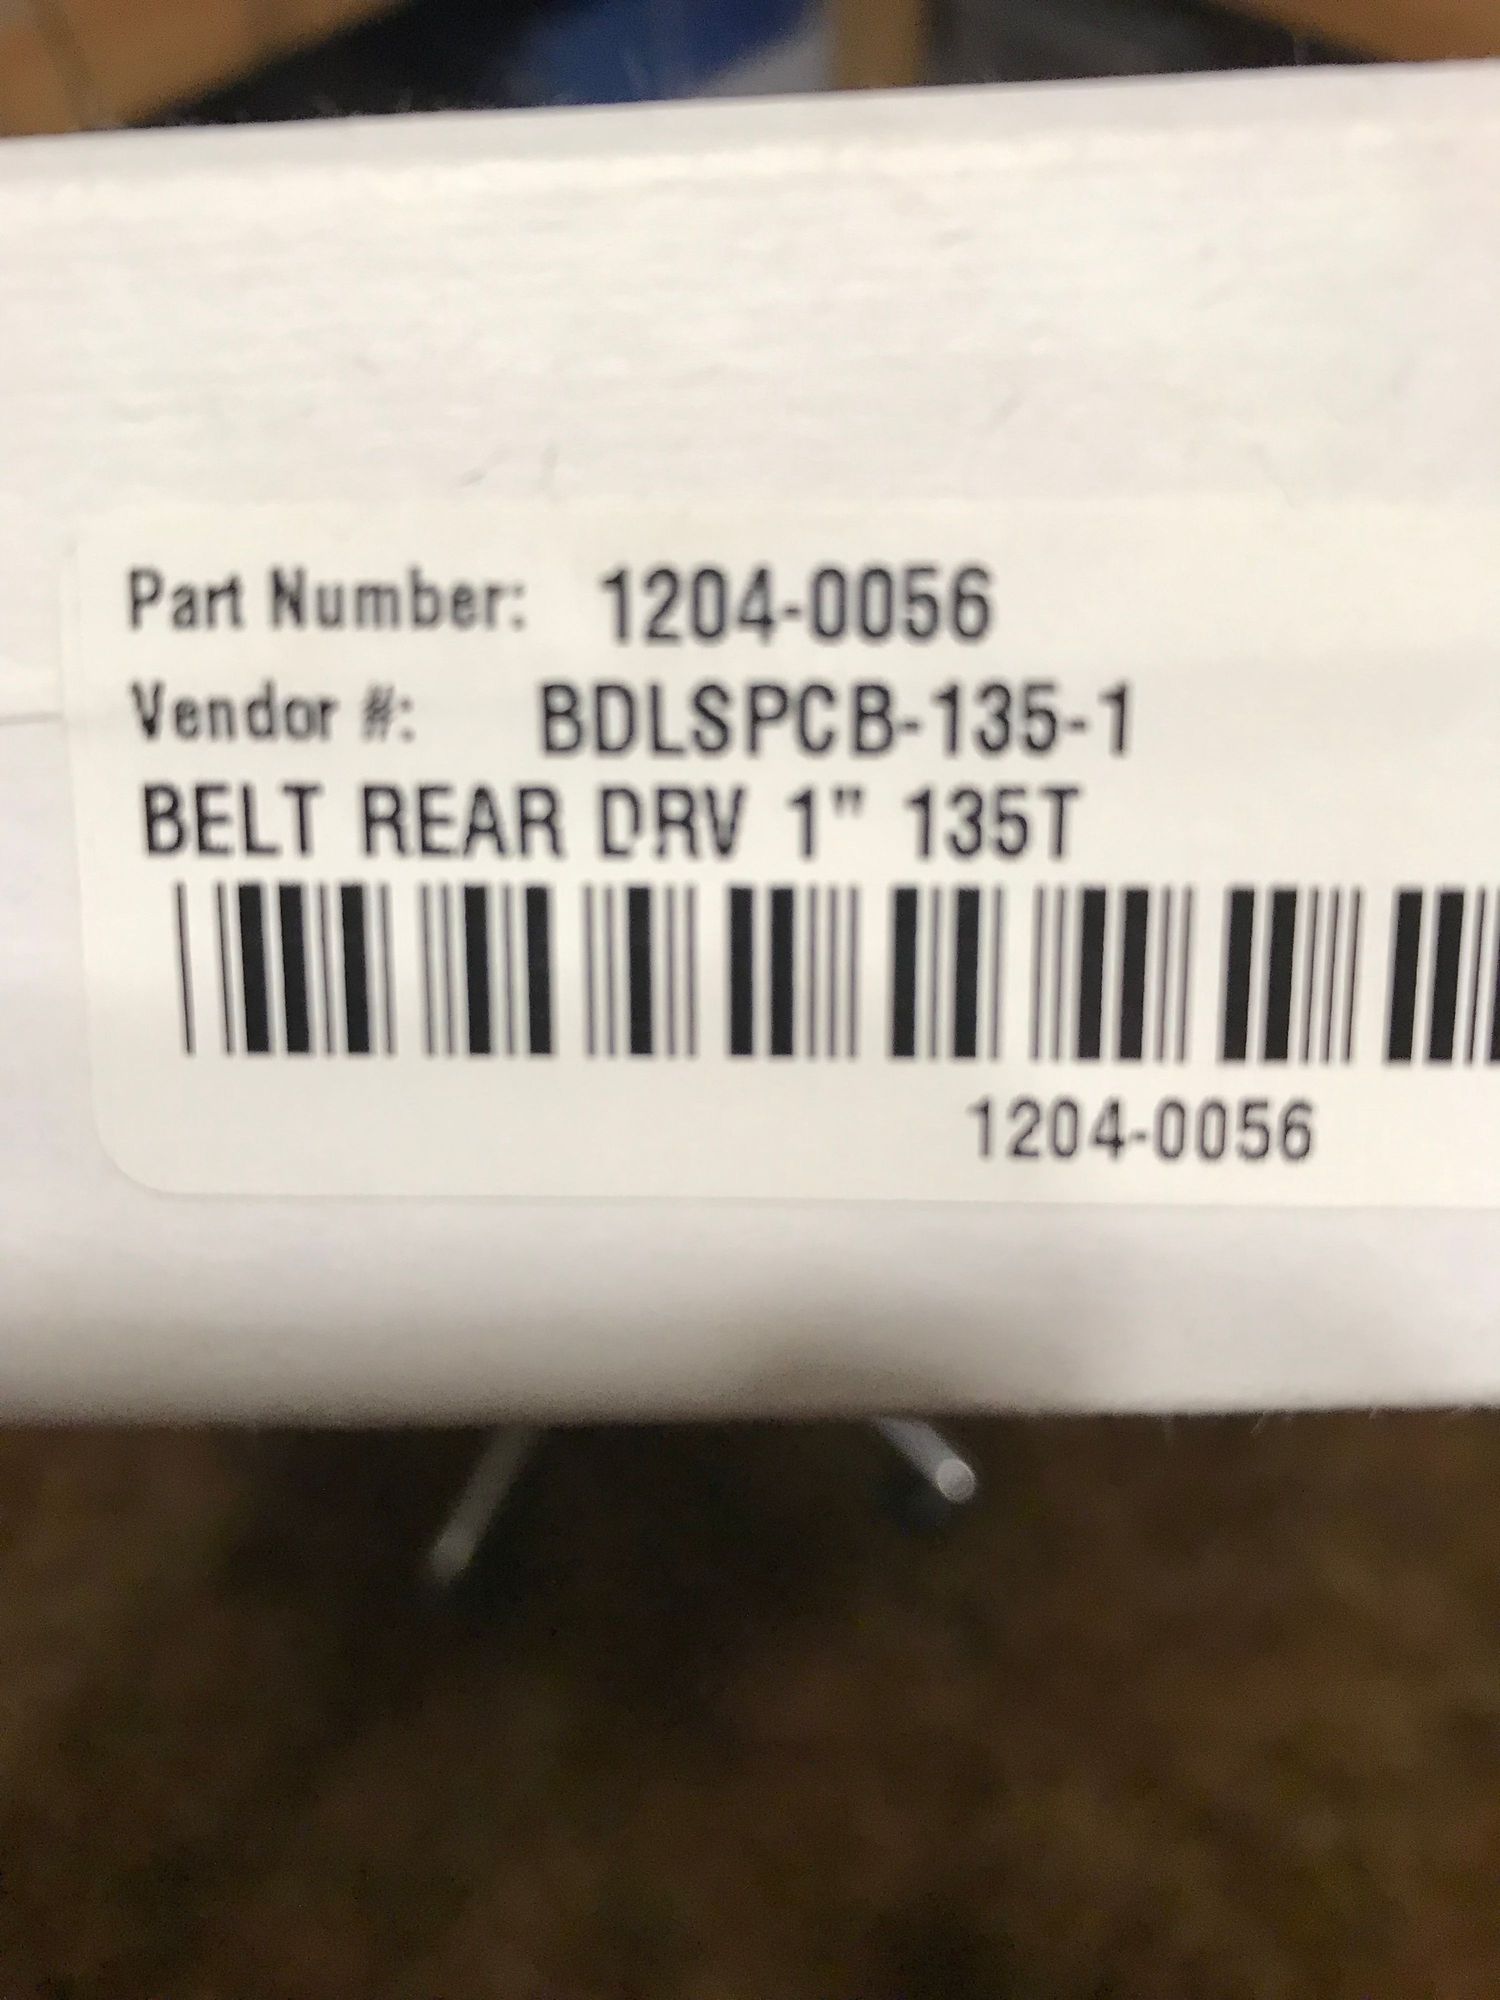 Part Number: 1204-0056
Vendor #: BDLSPCB-135-1
BELT REAR DRV 1" 135T
1204-0056